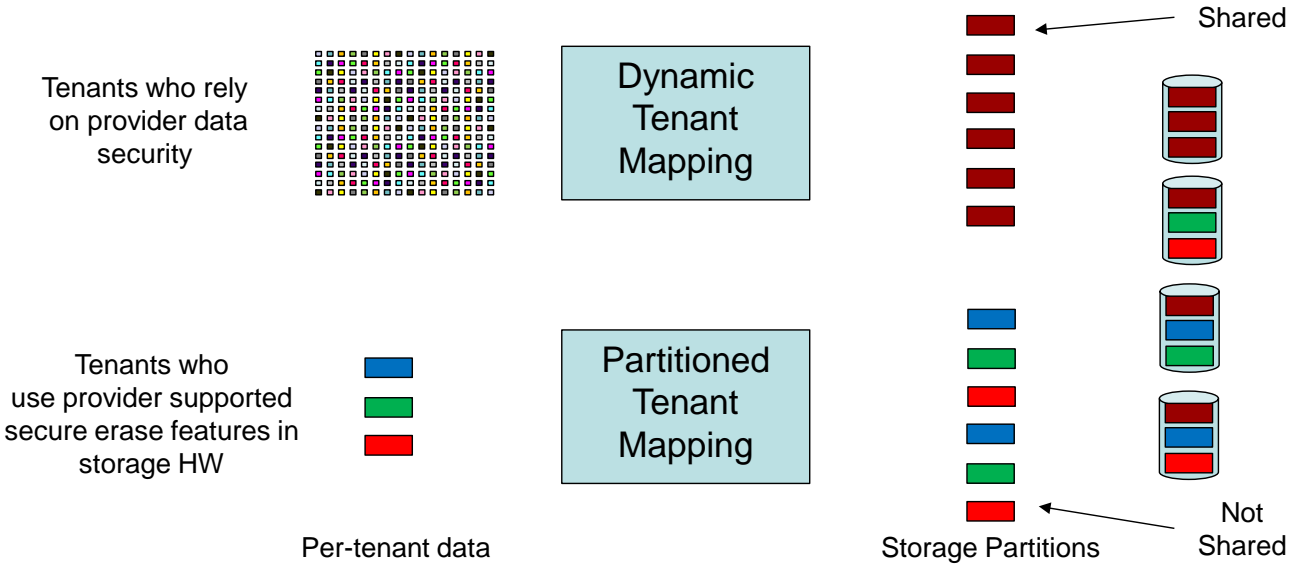 Shared
Tenants who rely
on provider data
security
Dynamic
Tenant
Mapping
Tenants who
use provider supported
secure erase features in
storage HW
Partitioned
Tenant
Mapping
Not
Shared
Per-tenant data
Storage Partitions